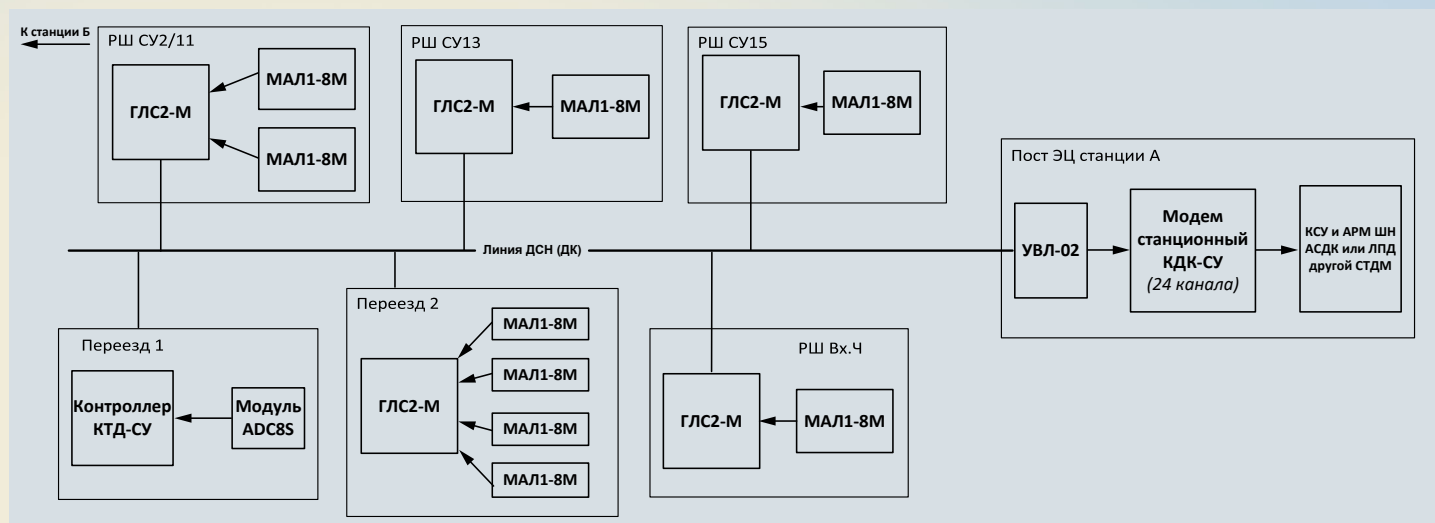 К станции Б
РШ СУ2/11
ГЛС2-М
МАЛ1-8М
МАЛ1-8М
РШ СУ13
ГЛС2-М
МАЛ1-8М
РШ СУ15
ГЛС2-М
МАЛ1-8М
Пост ЭЦ станции А
УВЛ-02
Модем
станционный
КДК-СУ
(24 канала)
КСУ и АРМ ШН
АСДК или ЛПД
другой СТДМ
Линия ДСН (ДК)
Переезд 1
Контроллер
КТД-СУ
Модуль
ADC8S
Переезд 2
ГЛС2-М
МАЛ1-8М
МАЛ1-8М
МАЛ1-8М
МАЛ1-8М
РШ Вх.Ч
ГЛС2-М
МАЛ1-8М